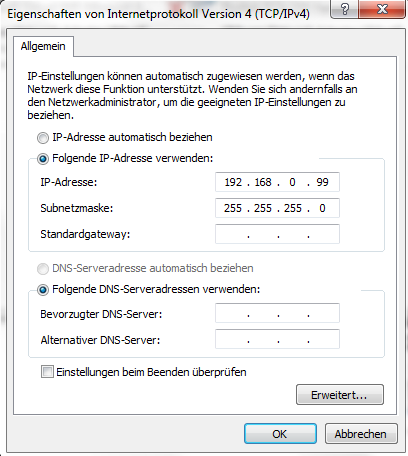 Eigenschaften von Internetprotokoll Version 4 (TCP/IPv4)
Allgemein
IP-Einstellungen können automatisch zugewiesen werden, wenn das
Netzwerk diese Funktion unterstützt. Wenden Sie sich andernfalls an
den Netzwerkadministrator, um die geeigneten IP-Einstellungen zu
beziehen.
IP-Adresse automatisch beziehen
Folgende IP-Adresse verwenden:
IP-Adresse: 192 . 168 . 0 . 99
Subnetzmaske: 255 . 255 . 255 . 0
Standardgateway: . . .
DNS-Serveradresse automatisch beziehen
Folgende DNS-Serveradressen verwenden:
Bevorzugter DNS-Server: . . .
Alternativer DNS-Server: . . .
Einstellungen beim Beenden überprüfen
Erweitert...
OK Abbrechen